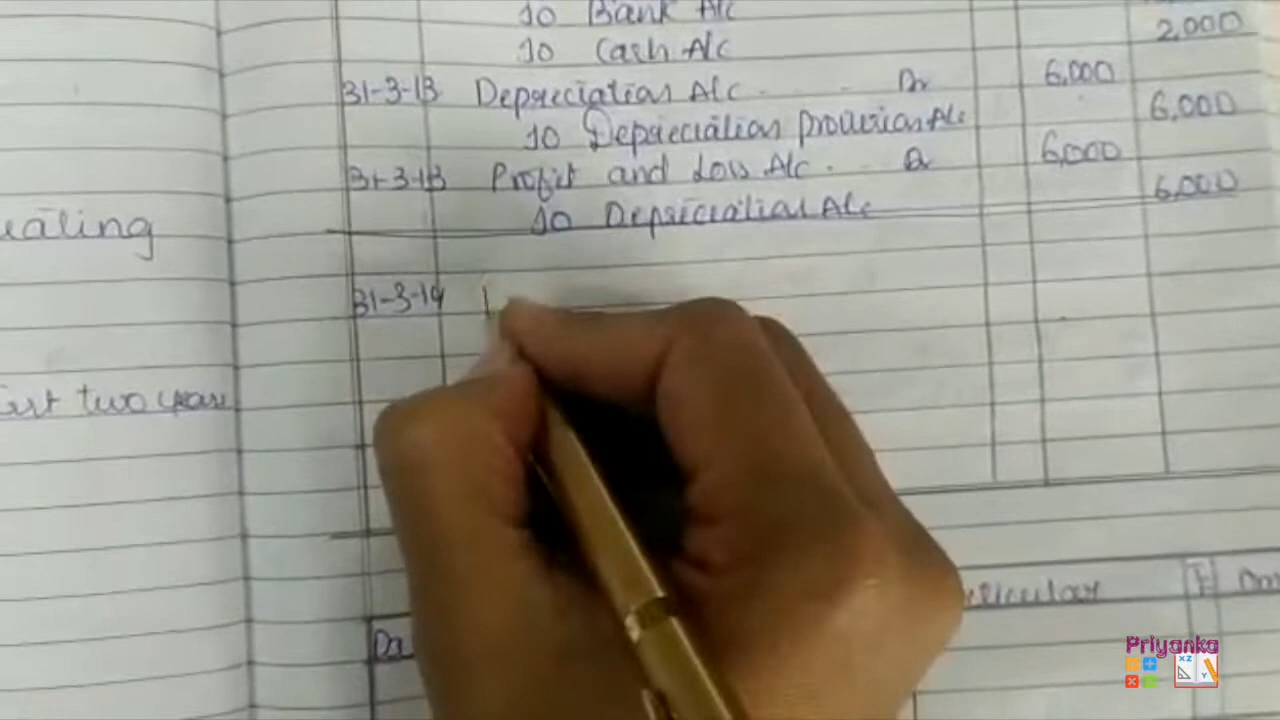 To Bank A/c
To Cash A/c 2,000
31-3-13 Depreciation A/c Dr 6,000
To Depreciation Provision A/c 6,000
31-3-13 Profit and Loss A/c Dr 6,000
To Depreciation A/c 6,000
31-3-14
ealing
two years
Da
ticular
Priyanka